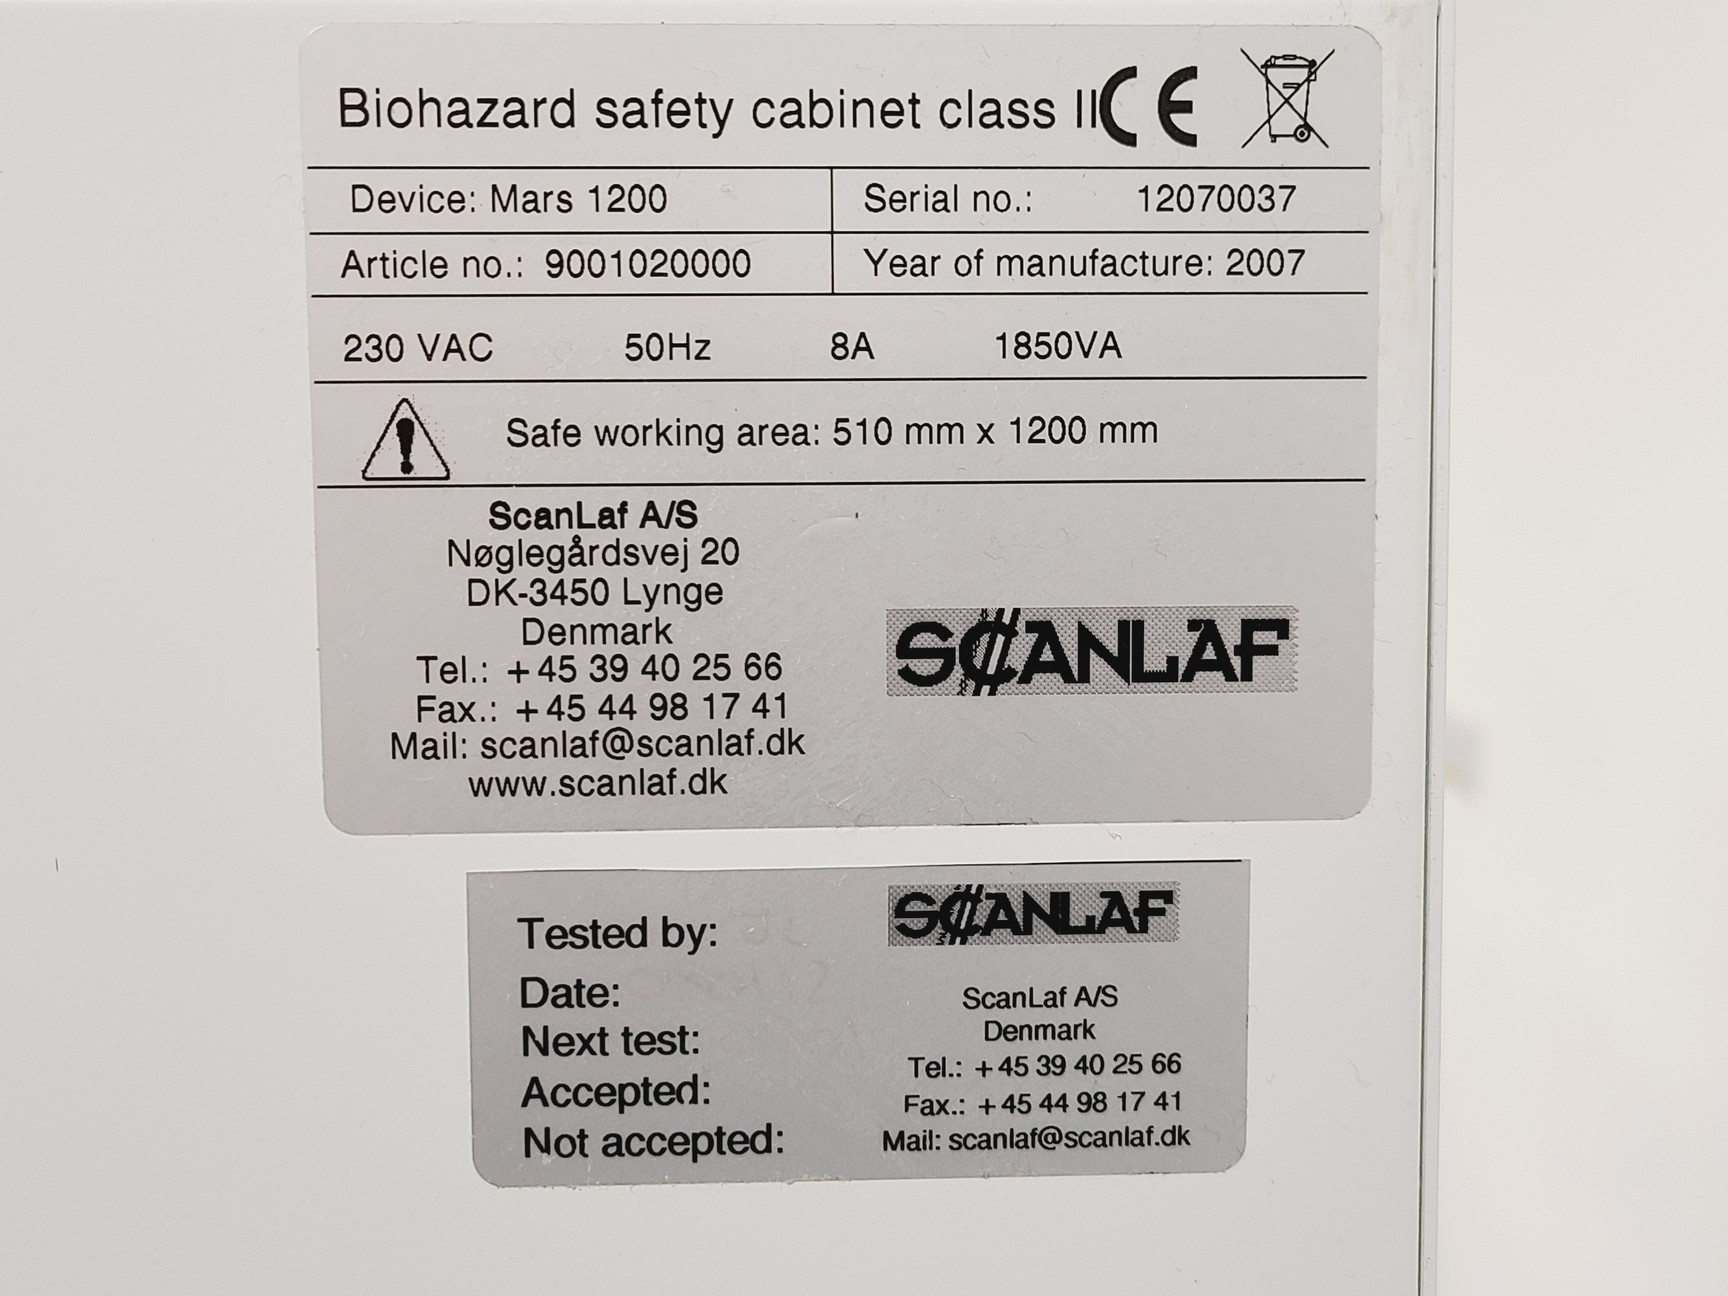 Biohazard safety cabinet class II CE
Device: Mars 1200 Serial no.: 12070037
Article no.: 9001020000 Year of manufacture: 2007
230 VAC 50Hz 8A 1850VA
Safe working area: 510 mm x 1200 mm
ScanLaf A/S
Nøglegårdsvej 20
DK-3450 Lynge
Denmark
Tel.: +45 39 40 25 66
Fax.: +45 44 98 17 41
Mail: scanlaf@scanlaf.dk
www.scanlaf.dk
SCANLAF
Tested by:
Date:
Next test:
Accepted:
Not accepted:
SCANLAF
ScanLaf A/S
Denmark
Tel.: +45 39 40 25 66
Fax.: +45 44 98 17 41
Mail: scanlaf@scanlaf.dk